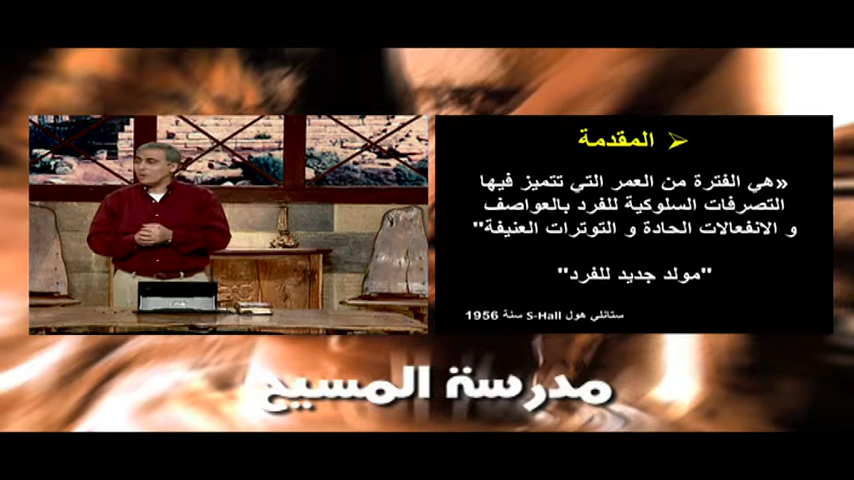 المقدمة
«هي الفترة من العمر التي تتميز فيها
التصرفات السلوكية للفرد بالعواصف
و الانفعالات الحادة و التوترات العنيفة"
"مولد جديد للفرد"
ستانلي هول S-Hall سنة 1956
مدرسة المسيح